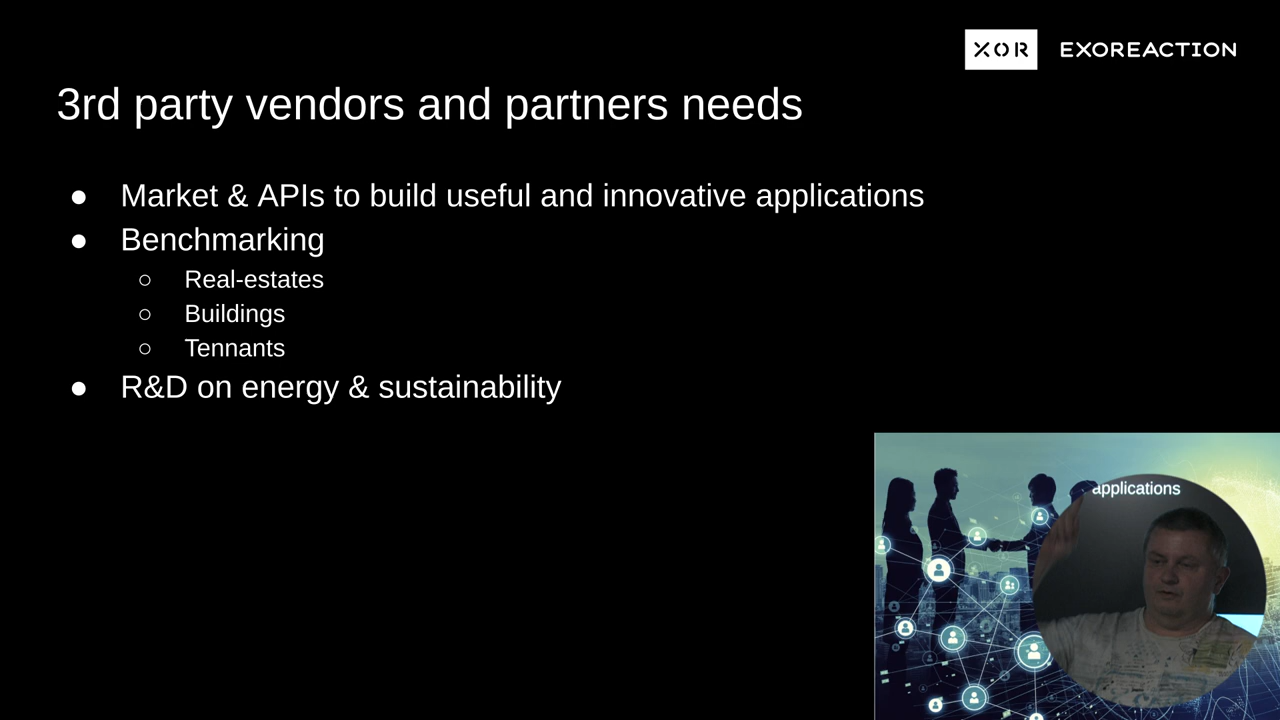 XOR EXOREACTION
3rd party vendors and partners needs
● Market & APIs to build useful and innovative applications
● Benchmarking
○ Real-estates
○ Buildings
○ Tennants
● R&D on energy & sustainability
applications